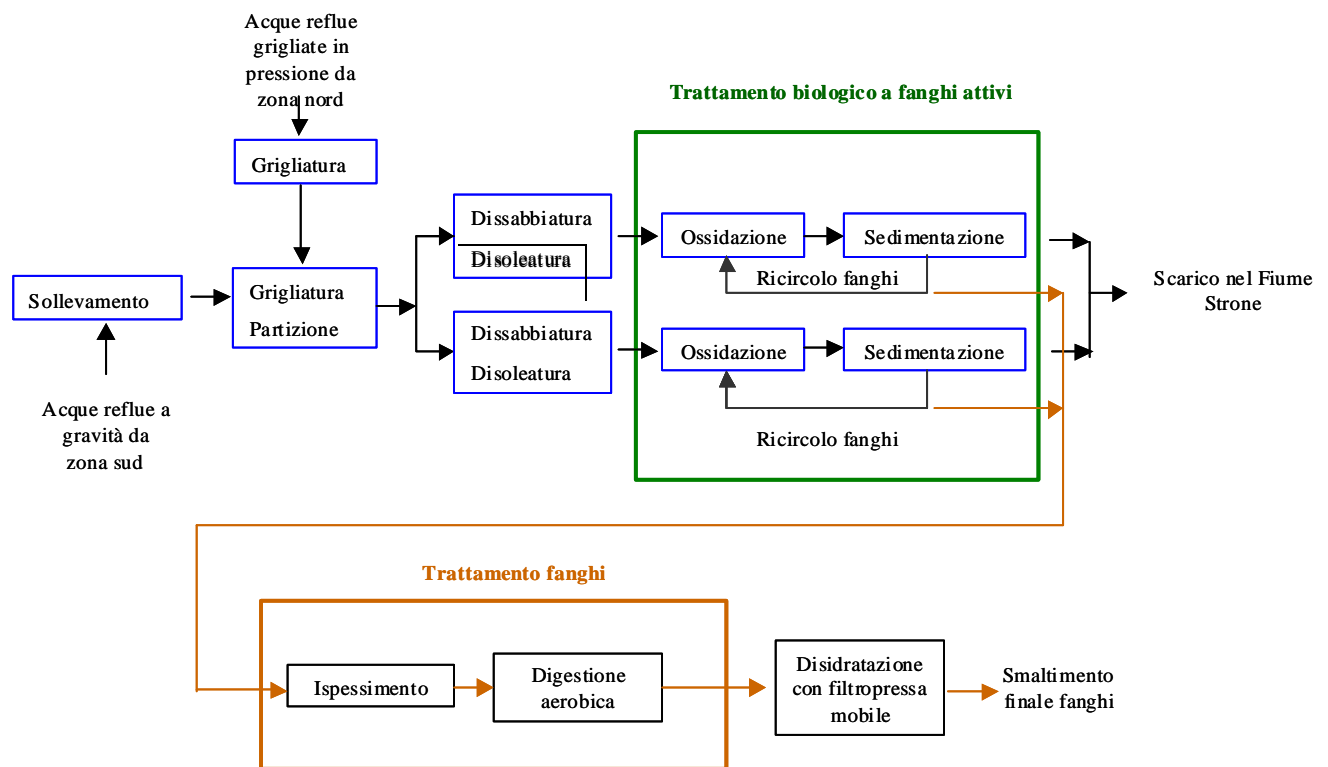 Acque reflue
grigliate in
pressione da
zona nord
Trattamento biologico a fanghi attivi
Grigliatura
Dissabbiatura
Disoleatura
Ossidazione
Sedimentazione
Ricircolo fanghi
Sollevamento
Grigliatura
Partizione
Scarico nel Fiume
Strone
Dissabbiatura
Disoleatura
Ossidazione
Sedimentazione
Ricircolo fanghi
Acque reflue a
gravità da
zona sud
Trattamento fanghi
Ispessimento
Digestione
aerobica
Disidratazione
con filtropressa
mobile
Smaltimento
finale fanghi